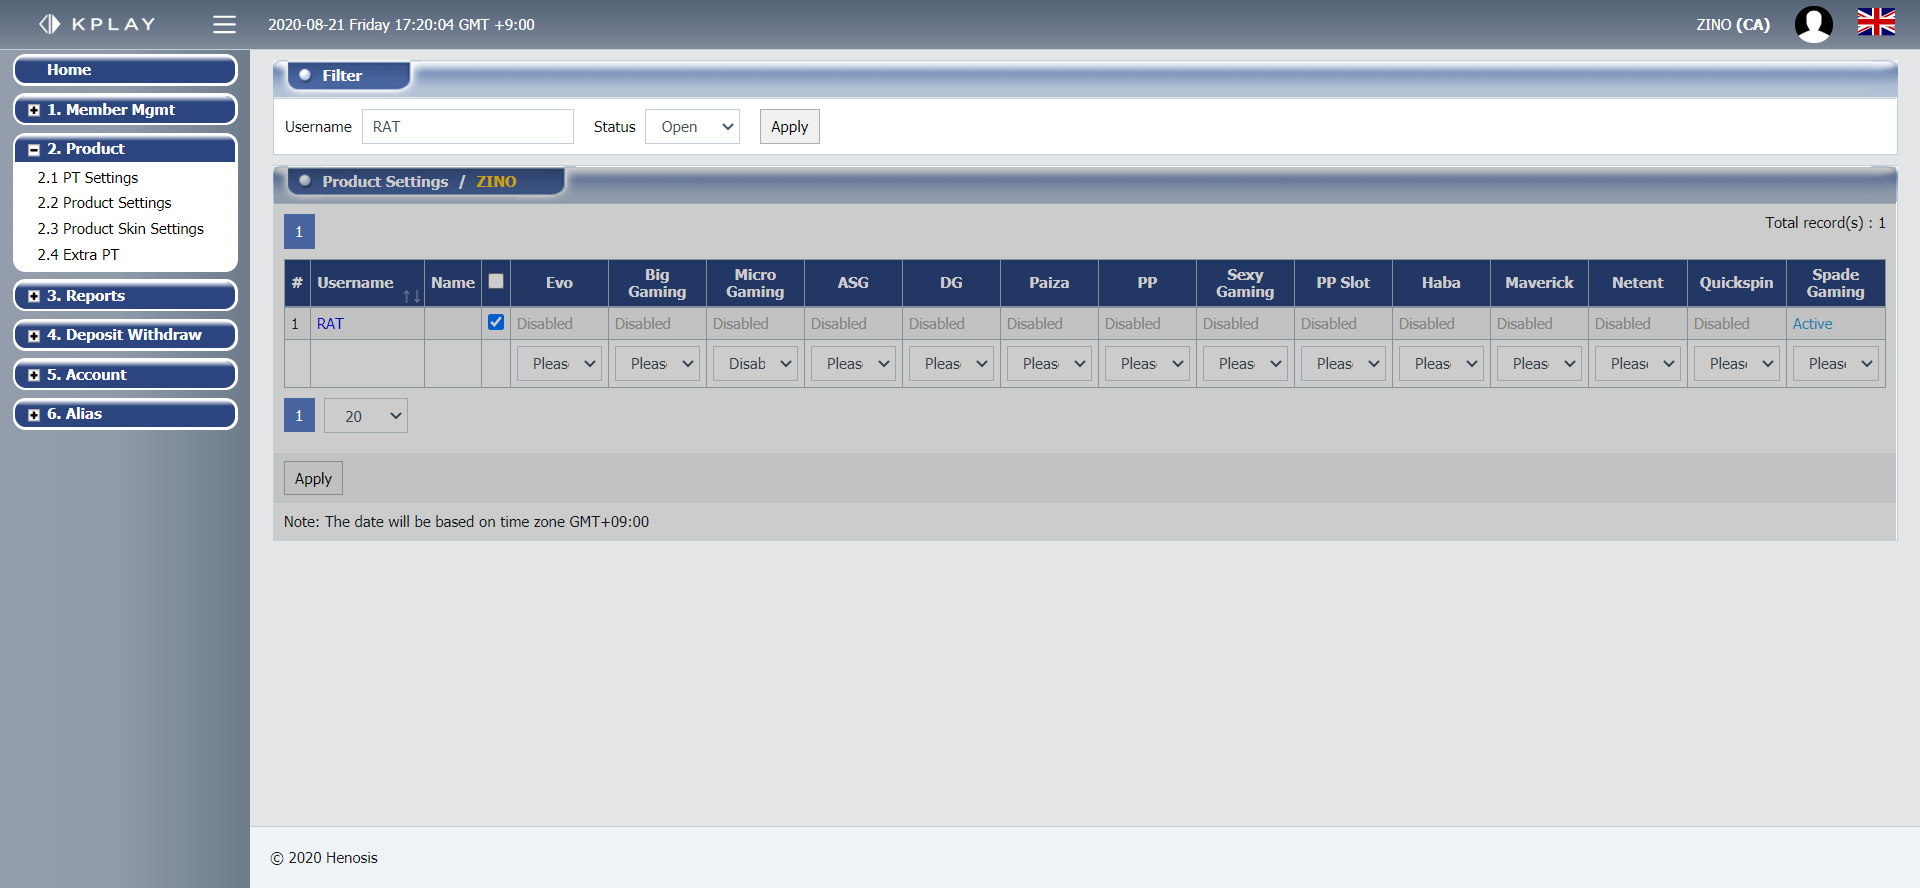 KPLAY
2020-08-21 Friday 17:20:04 GMT +9:00
ZINO (CA)
Home
1. Member Mgmt
2. Product
2.1 PT Settings
2.2 Product Settings
2.3 Product Skin Settings
2.4 Extra PT
3. Reports
4. Deposit Withdraw
5. Account
6. Alias
Filter
Username RAT Status Open Apply
Product Settings / ZINO
1 Total record(s) : 1
# Username Name Evo Big Gaming Micro Gaming ASG DG Paiza PP Sexy Gaming PP Slot Haba Maverick Netent Quickspin Spade Gaming
1 RAT Disabled Disabled Disabled Disabled Disabled Disabled Disabled Disabled Disabled Disabled Disabled Disabled Disabled Active
Pleas Pleas Disab Pleas Pleas Pleas Pleas Pleas Pleas Pleas Pleas Pleas Pleas Pleas
1 20
Apply
Note: The date will be based on time zone GMT+09:00
© 2020 Henosis